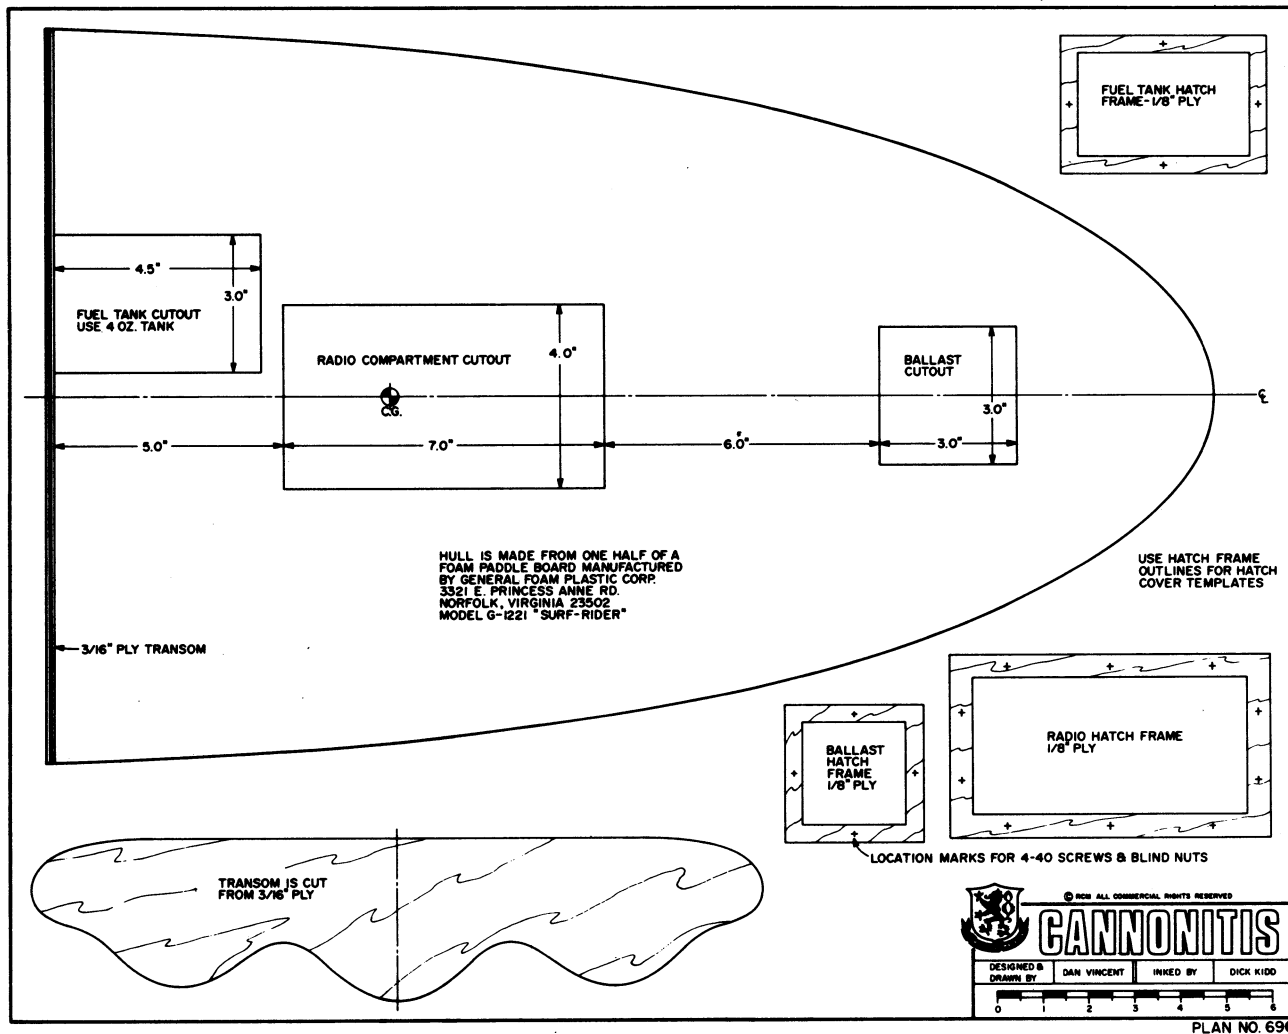 FUEL TANK HATCH
FRAME-1/8" PLY
4.5"
3.0"
FUEL TANK CUTOUT
USE 4 OZ. TANK
RADIO COMPARTMENT CUTOUT
4.0"
BALLAST
CUTOUT
C.G.
3.0"
℄
5.0"
7.0"
6.0"
3.0"
HULL IS MADE FROM ONE HALF OF A
FOAM PADDLE BOARD MANUFACTURED
BY GENERAL FOAM PLASTIC CORP.
3321 E. PRINCESS ANNE RD.
NORFOLK, VIRGINIA 23502
MODEL G-1221 "SURF-RIDER"
USE HATCH FRAME
OUTLINES FOR HATCH
COVER TEMPLATES
3/16" PLY TRANSOM
RADIO HATCH FRAME
1/8" PLY
BALLAST
HATCH
FRAME
1/8" PLY
LOCATION MARKS FOR 4-40 SCREWS & BLIND NUTS
TRANSOM IS CUT
FROM 3/16" PLY
© RCM ALL COMMERCIAL RIGHTS RESERVED
CANNONITIS
DESIGNED & DRAWN BY DAN VINCENT INKED BY DICK KIDD
0 1 2 3 4 5 6
PLAN NO.